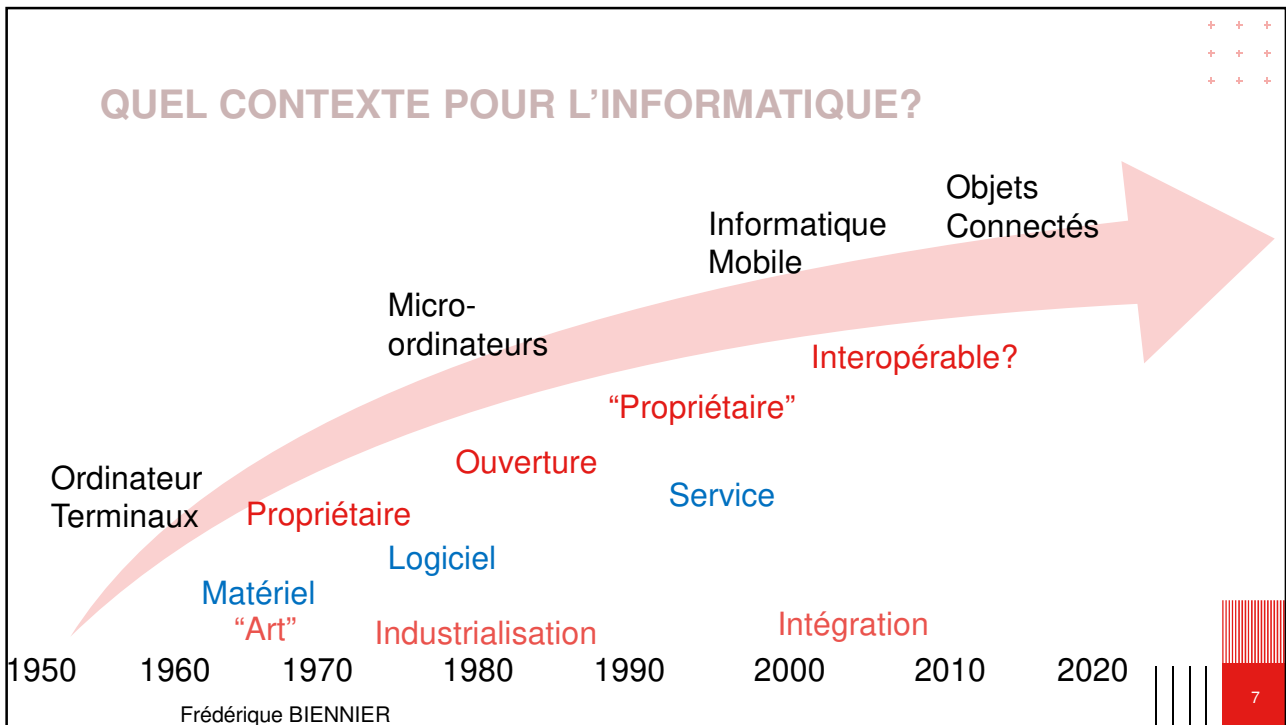 QUEL CONTEXTE POUR L'INFORMATIQUE?
Objets
Connectés
Informatique
Mobile
Micro-
ordinateurs
Interopérable?
“Propriétaire”
Ouverture
Ordinateur
Terminaux
Service
Propriétaire
Logiciel
Matériel
“Art”
Industrialisation
Intégration
1950 1960 1970 1980 1990 2000 2010 2020
7
Frédérique BIENNIER